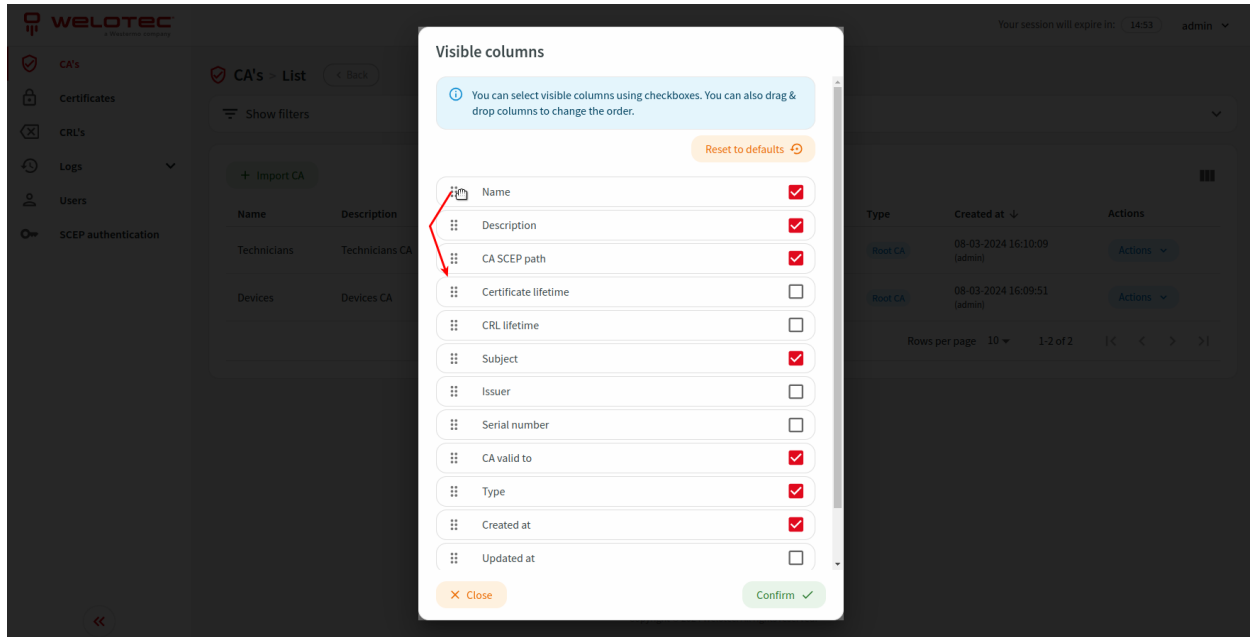 WELOTEC
a Westermo company
Your session will expire in: 14:53 admin
CA's
Certificates
CRL's
Logs
Users
SCEP authentication
CA's > List < Back
Show filters
+ Import CA
Name Description Type Created at Actions
Technicians Technicians CA Root CA 08-03-2024 16:10:09 Actions
(admin)
Devices Devices CA Root CA 08-03-2024 16:09:51 Actions
(admin)
Rows per page 10 1-2 of 2
Visible columns
You can select visible columns using checkboxes. You can also drag &
drop columns to change the order.
Reset to defaults
Name
Description
CA SCEP path
Certificate lifetime
CRL lifetime
Subject
Issuer
Serial number
CA valid to
Type
Created at
Updated at
Close Confirm